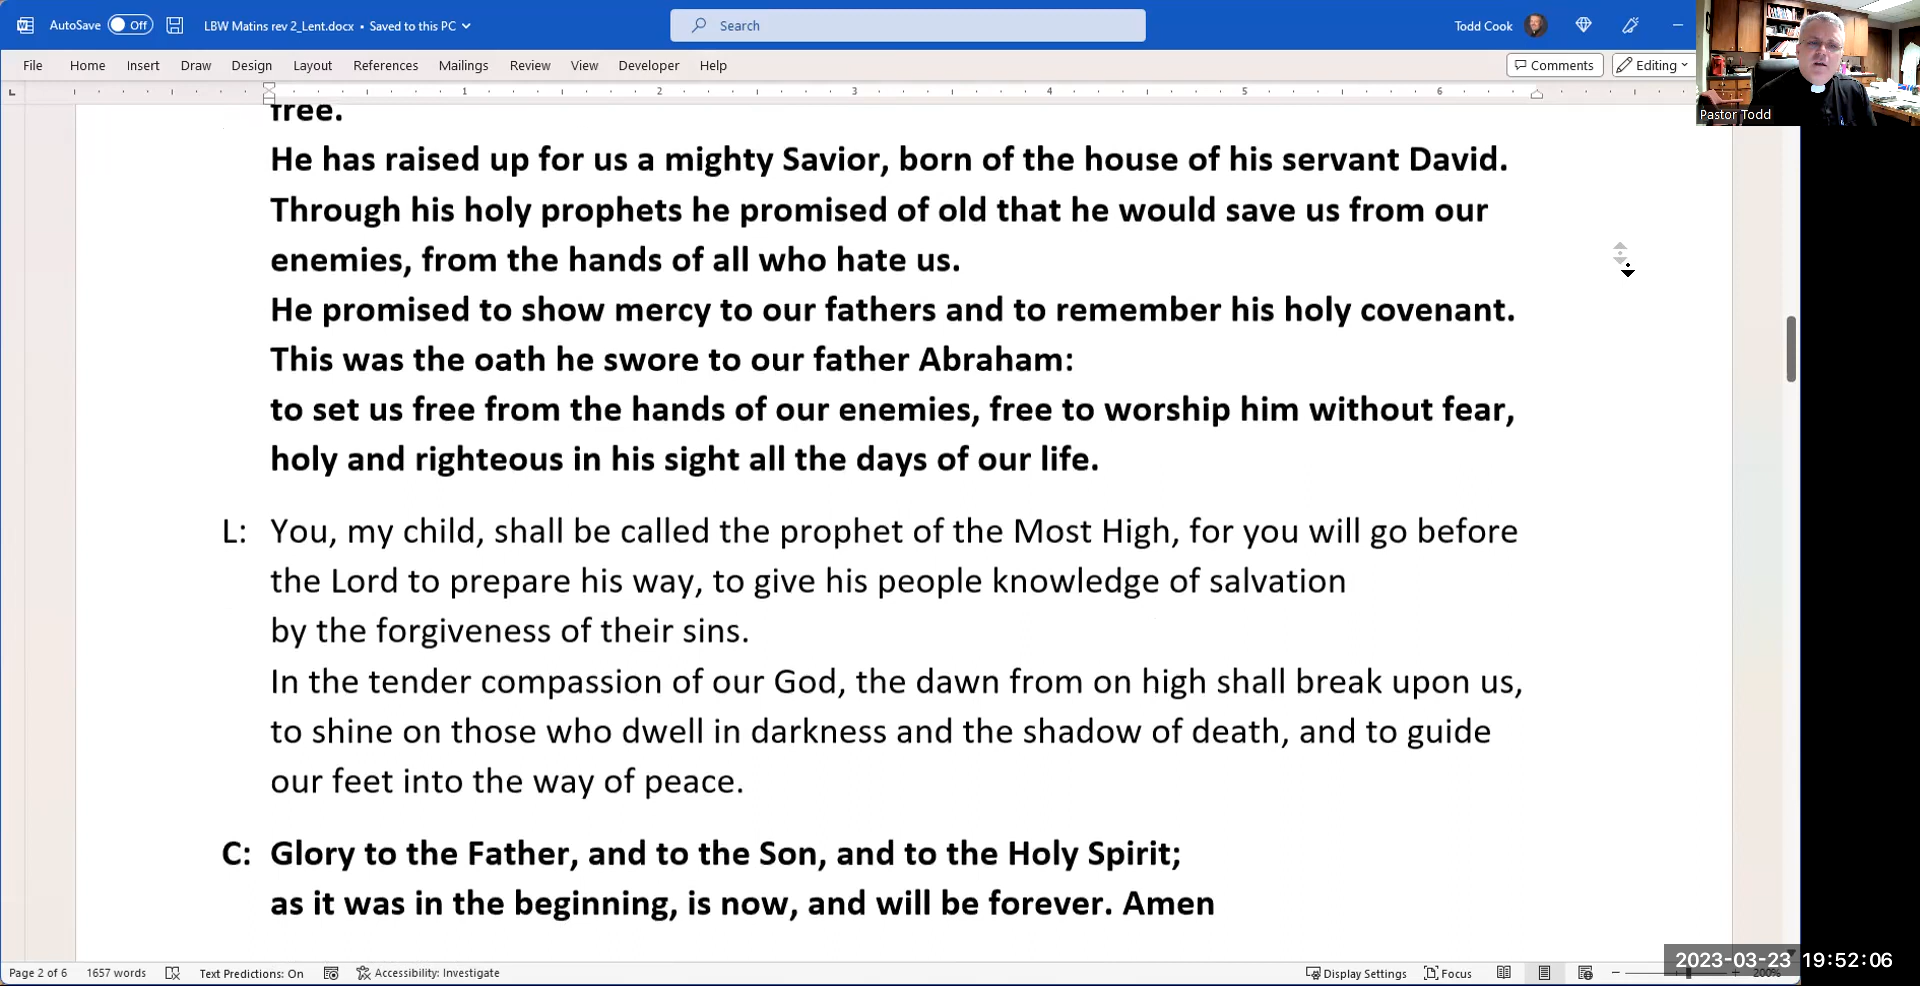 AutoSave Off LBW Matins rev 2_Lent.docx • Saved to this PC Search Todd Cook
File Home Insert Draw Design Layout References Mailings Review View Developer Help Comments Editing
Pastor Todd
1 2 3 4 5 6
free.
He has raised up for us a mighty Savior, born of the house of his servant David.
Through his holy prophets he promised of old that he would save us from our
enemies, from the hands of all who hate us.
He promised to show mercy to our fathers and to remember his holy covenant.
This was the oath he swore to our father Abraham:
to set us free from the hands of our enemies, free to worship him without fear,
holy and righteous in his sight all the days of our life.
L: You, my child, shall be called the prophet of the Most High, for you will go before
the Lord to prepare his way, to give his people knowledge of salvation
by the forgiveness of their sins.
In the tender compassion of our God, the dawn from on high shall break upon us,
to shine on those who dwell in darkness and the shadow of death, and to guide
our feet into the way of peace.
C: Glory to the Father, and to the Son, and to the Holy Spirit;
as it was in the beginning, is now, and will be forever. Amen
2023-03-23 19:52:06
Page 2 of 6 1657 words Text Predictions: On Accessibility: Investigate Display Settings Focus 200%